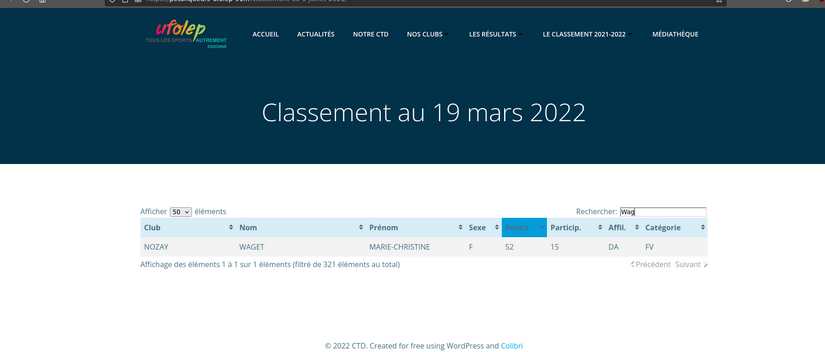 ufolep
TOUS LES SPORTS AUTREMENT
ESSONNE
ACCUEIL ACTUALITÉS NOTRE CTD NOS CLUBS LES RÉSULTATS LE CLASSEMENT 2021-2022 MÉDIATHÈQUE
Classement au 19 mars 2022
Afficher 50 éléments Rechercher: Wag
Club Nom Prénom Sexe Points Particip. Affil. Catégorie
NOZAY WAGET MARIE-CHRISTINE F 52 15 DA FV
Affichage des éléments 1 à 1 sur 1 éléments (filtré de 321 éléments au total) Précédent Suivant
© 2022 CTD. Created for free using WordPress and Colibri